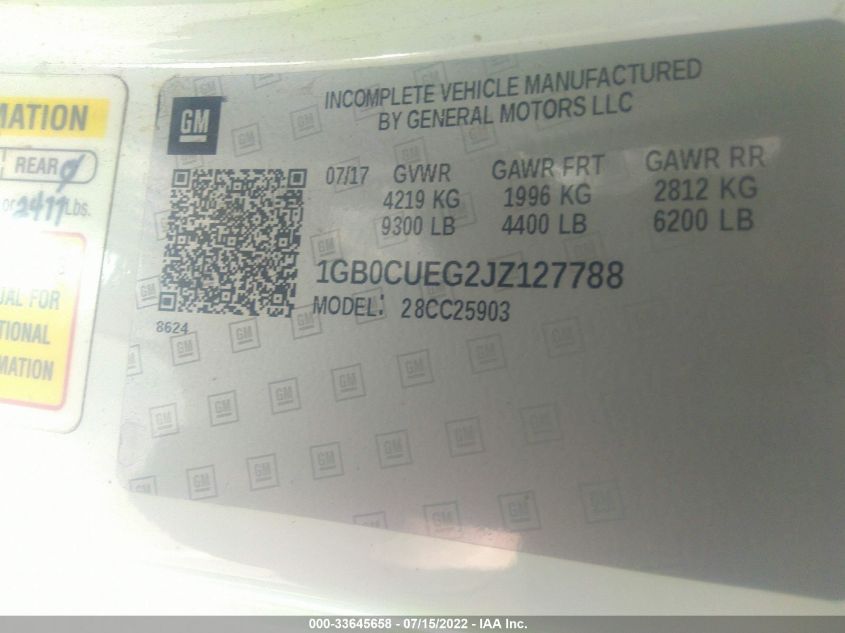 INCOMPLETE VEHICLE MANUFACTURED
BY GENERAL MOTORS LLC
GM
07/17 GVWR GAWR FRT GAWR RR
4219 KG 1996 KG 2812 KG
9300 LB 4400 LB 6200 LB
1GB0CUEG2JZ127788
MODEL: 28CC25903
8624
MATION
REAR
or 2411 Lbs.
UAL FOR
TIONAL
RMATION
000-33645658 - 07/15/2022 - IAA Inc.